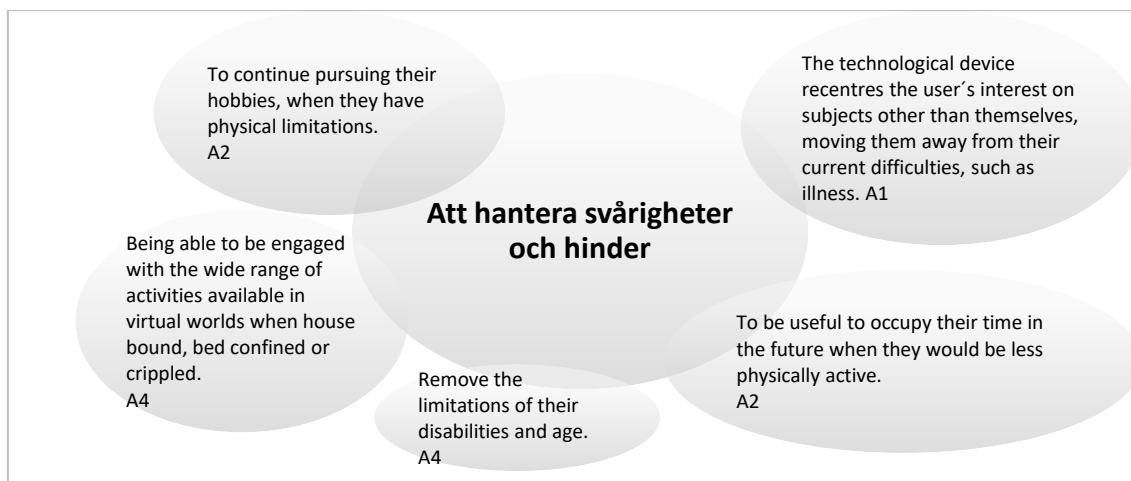 To continue pursuing their
hobbies, when they have
physical limitations.
A2
The technological device
recentres the user´s interest on
subjects other than themselves,
moving them away from their
current difficulties, such as
illness. A1
Att hantera svårigheter
och hinder
Being able to be engaged
with the wide range of
activities available in
virtual worlds when house
bound, bed confined or
crippled.
A4
To be useful to occupy their time in
the future when they would be less
physically active.
A2
Remove the
limitations of their
disabilities and age.
A4